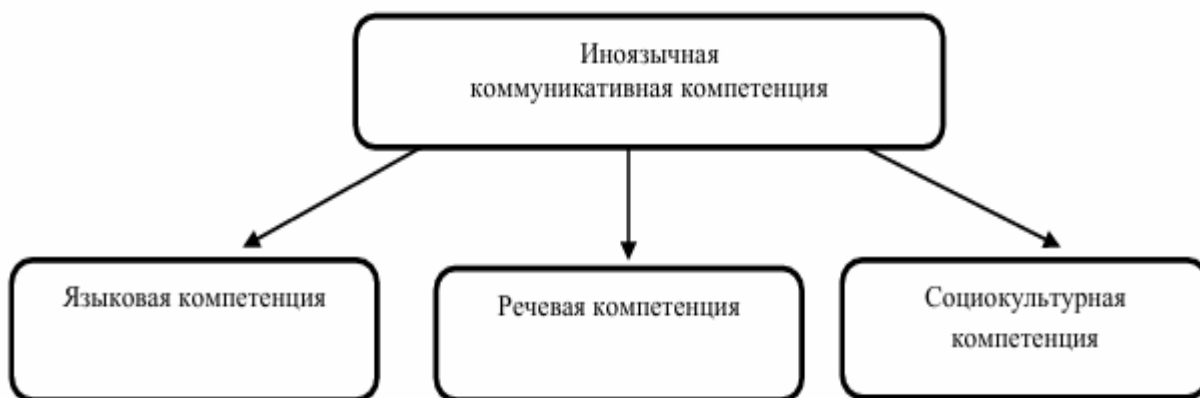 Иноязычная
коммуникативная компетенция
Языковая компетенция
Речевая компетенция
Социокультурная
компетенция